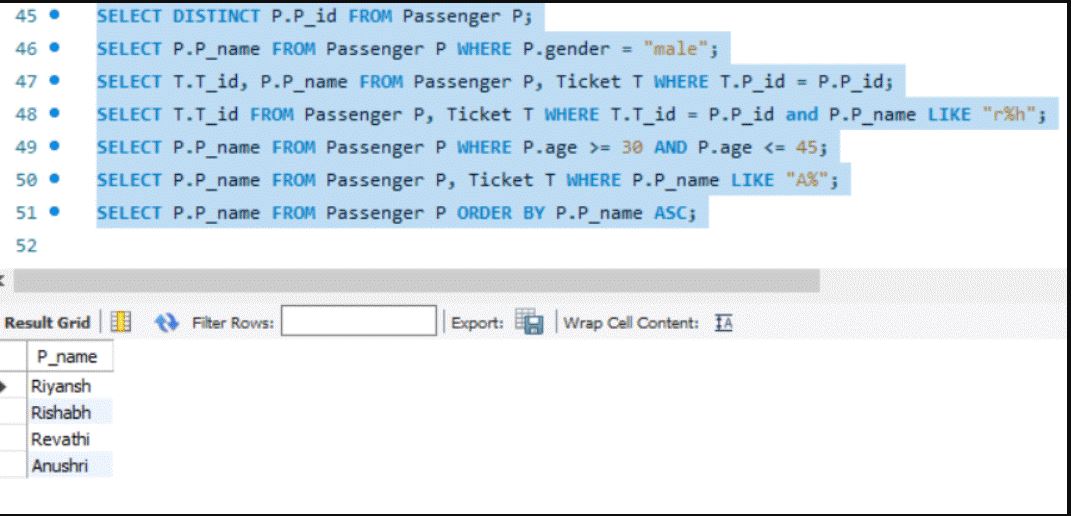 45 SELECT DISTINCT P.P_id FROM Passenger P;
46 SELECT P.P_name FROM Passenger P WHERE P.gender = "male";
47 SELECT T.T_id, P.P_name FROM Passenger P, Ticket T WHERE T.P_id = P.P_id;
48 SELECT T.T_id FROM Passenger P, Ticket T WHERE T.T_id = P.P_id and P.P_name LIKE "r%h";
49 SELECT P.P_name FROM Passenger P WHERE P.age >= 30 AND P.age <= 45;
50 SELECT P.P_name FROM Passenger P, Ticket T WHERE P.P_name LIKE "A%";
51 SELECT P.P_name FROM Passenger P ORDER BY P.P_name ASC;
52
Result Grid Filter Rows: Export: Wrap Cell Content: IA
P_name
Riyansh
Rishabh
Revathi
Anushri